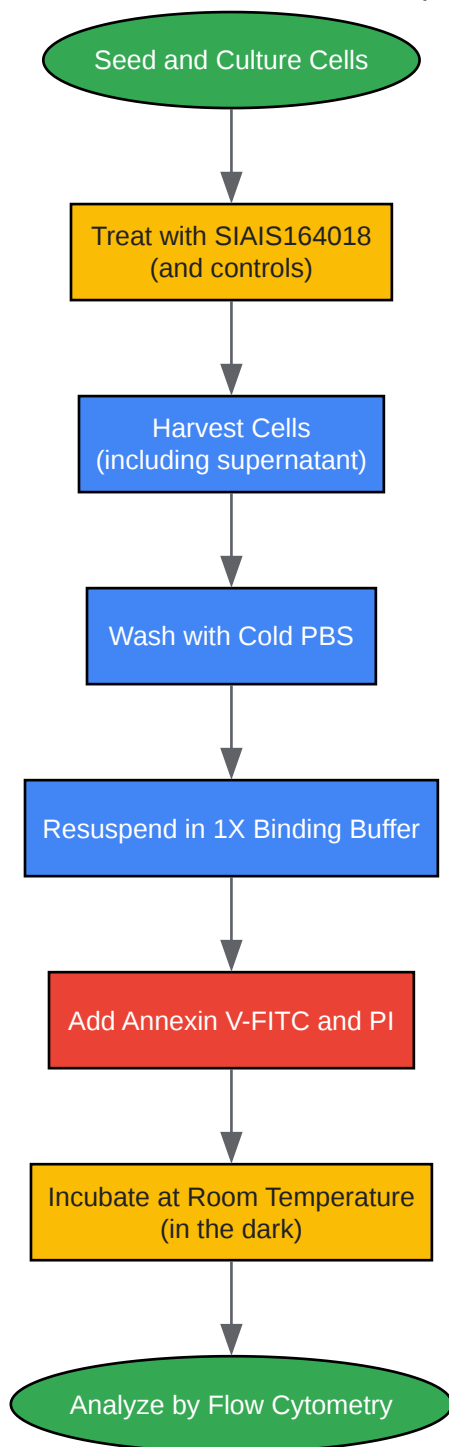 Seed and Culture Cells
Treat with SIAIS164018
(and controls)
Harvest Cells
(including supernatant)
Wash with Cold PBS
Resuspend in 1X Binding Buffer
Add Annexin V-FITC and PI
Incubate at Room Temperature
(in the dark)
Analyze by Flow Cytometry